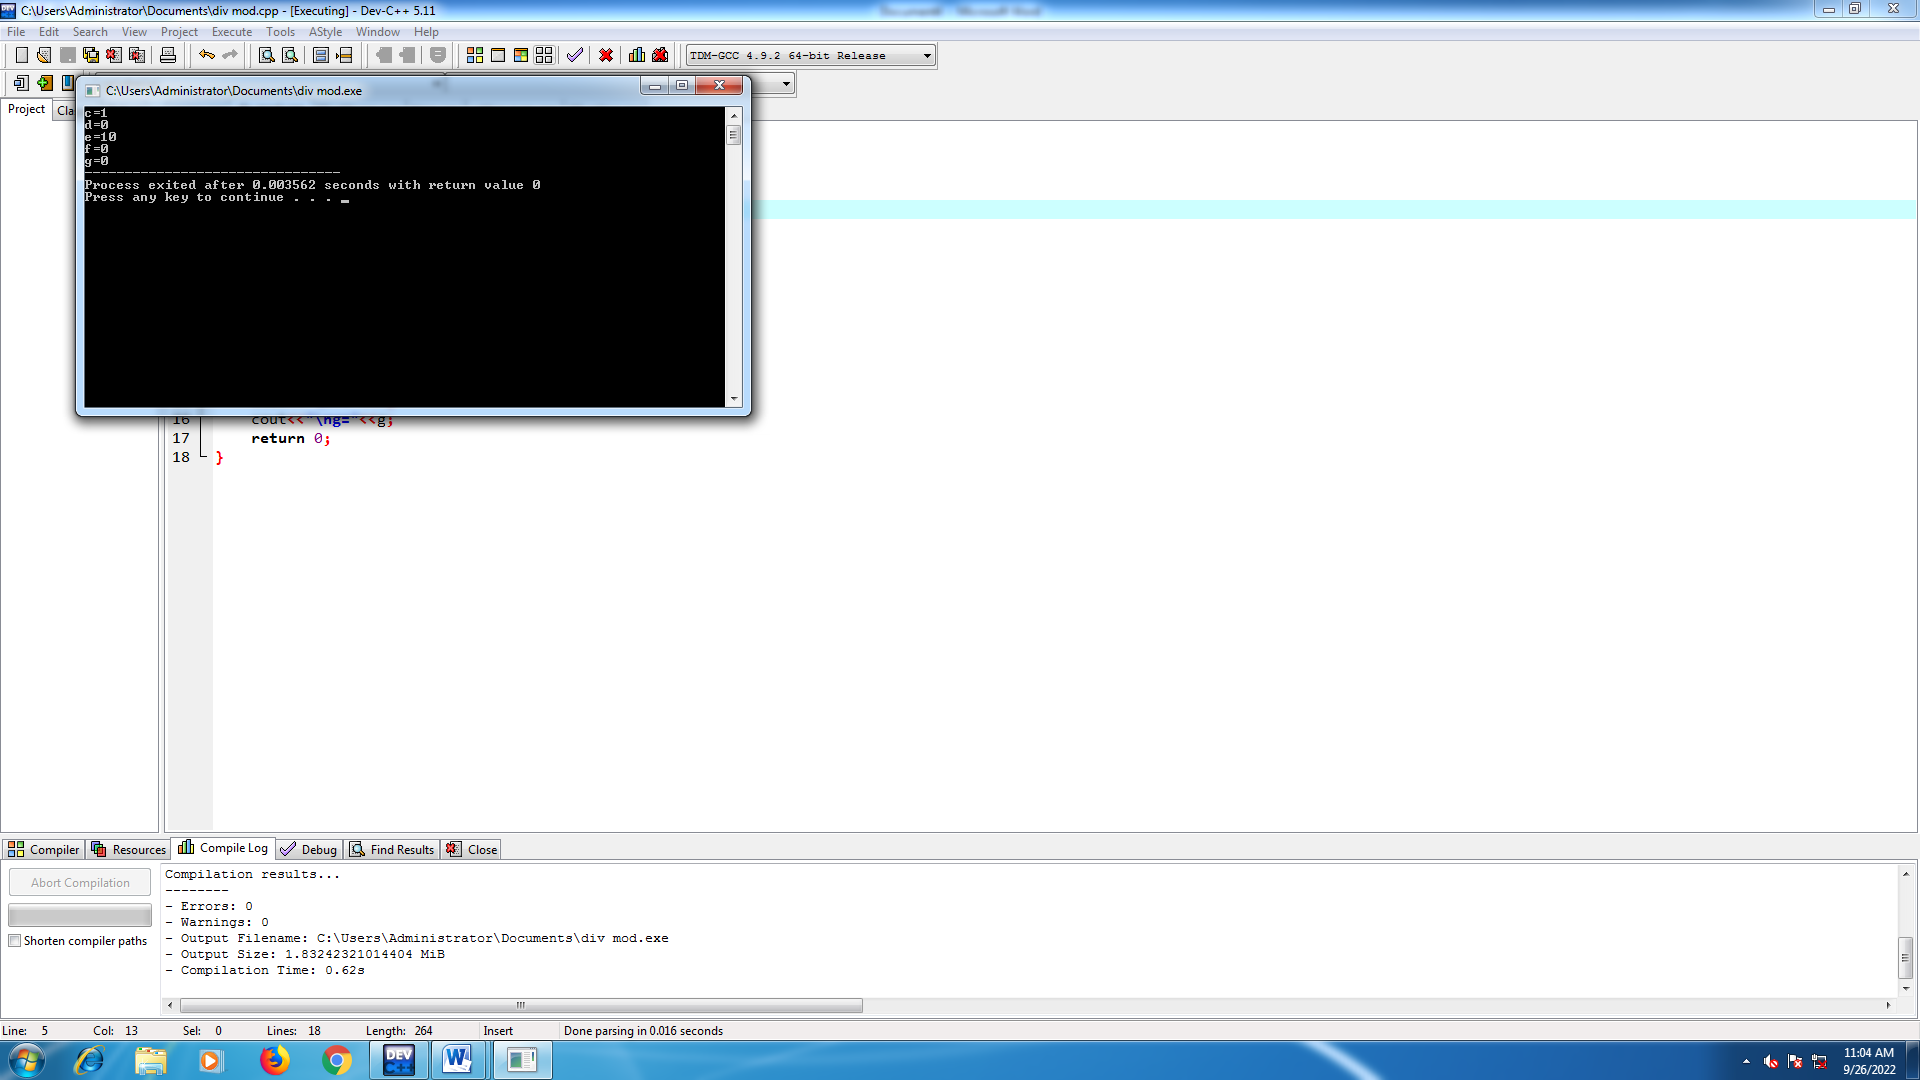 C:\Users\Administrator\Documents\div mod.cpp - [Executing] - Dev-C++ 5.11
File Edit Search View Project Execute Tools AStyle Window Help
TDM-GCC 4.9.2 64-bit Release
C:\Users\Administrator\Documents\div mod.exe
Project Cla
c=1
d=0
e=10
f=0
g=0
--------------------------------
Process exited after 0.003562 seconds with return value 0
Press any key to continue . . .
16 cout<<"\ng="<<g;
17 return 0;
18 }
Compiler Resources Compile Log Debug Find Results Close
Abort Compilation
Shorten compiler paths
Compilation results...
--------
- Errors: 0
- Warnings: 0
- Output Filename: C:\Users\Administrator\Documents\div mod.exe
- Output Size: 1.83242321014404 MiB
- Compilation Time: 0.62s
Line: 5 Col: 13 Sel: 0 Lines: 18 Length: 264 Insert Done parsing in 0.016 seconds
DEV C++
11:04 AM
9/26/2022